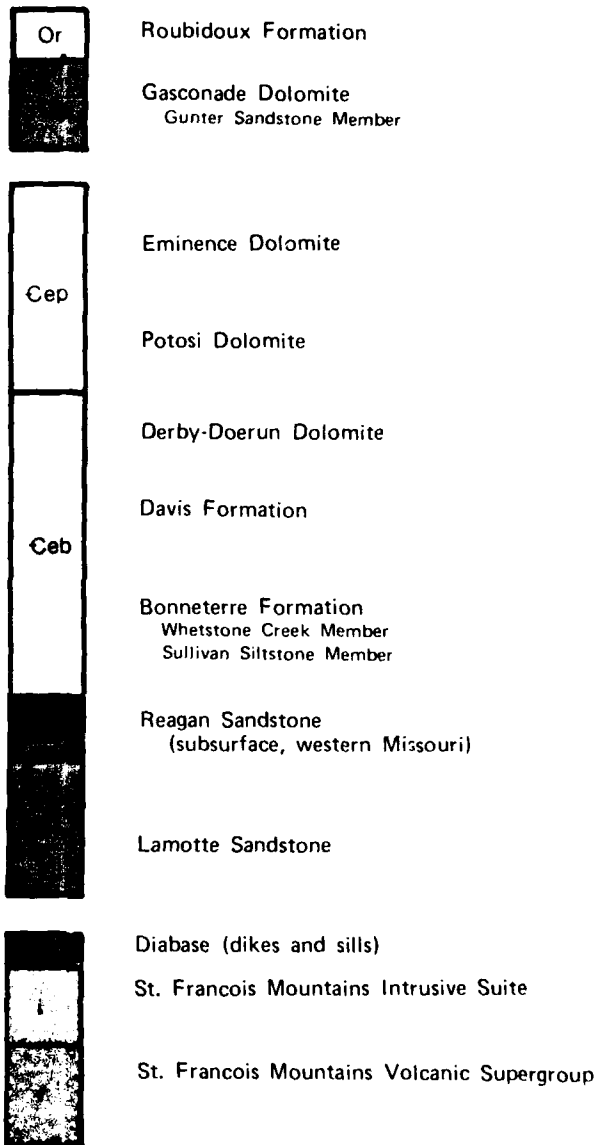 Or Roubidoux Formation
Gasconade Dolomite
Gunter Sandstone Member
Eminence Dolomite
Єep
Potosi Dolomite
Derby-Doerun Dolomite
Davis Formation
Єeb
Bonneterre Formation
Whetstone Creek Member
Sullivan Siltstone Member
Reagan Sandstone
(subsurface, western Missouri)
Lamotte Sandstone
Diabase (dikes and sills)
St. Francois Mountains Intrusive Suite
St. Francois Mountains Volcanic Supergroup